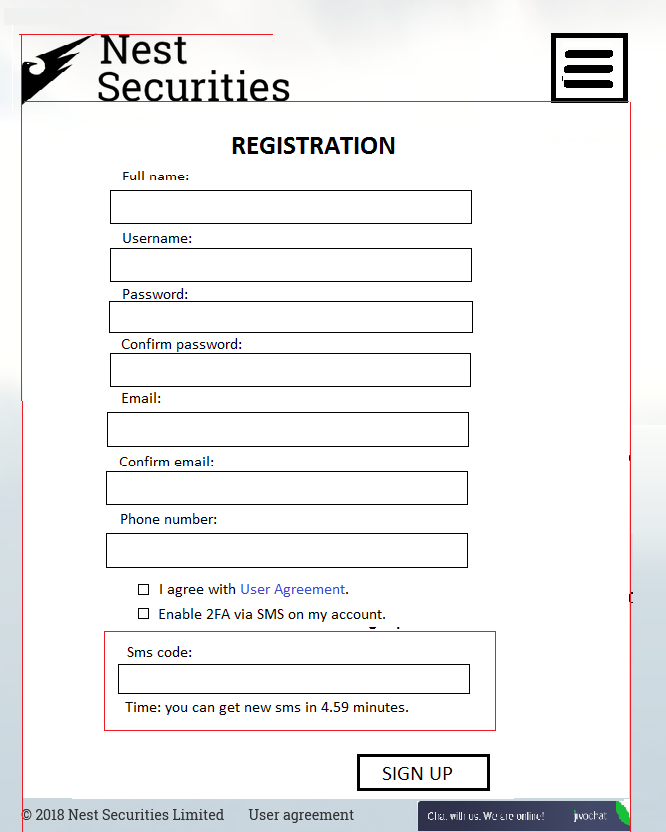 Nest
Securities
REGISTRATION
Full name:
Username:
Password:
Confirm password:
Email:
Confirm email:
Phone number:
I agree with User Agreement.
Enable 2FA via SMS on my account.
Sms code:
Time: you can get new sms in 4.59 minutes.
SIGN UP
© 2018 Nest Securities Limited User agreement
Chat with us. We are online! jivochat